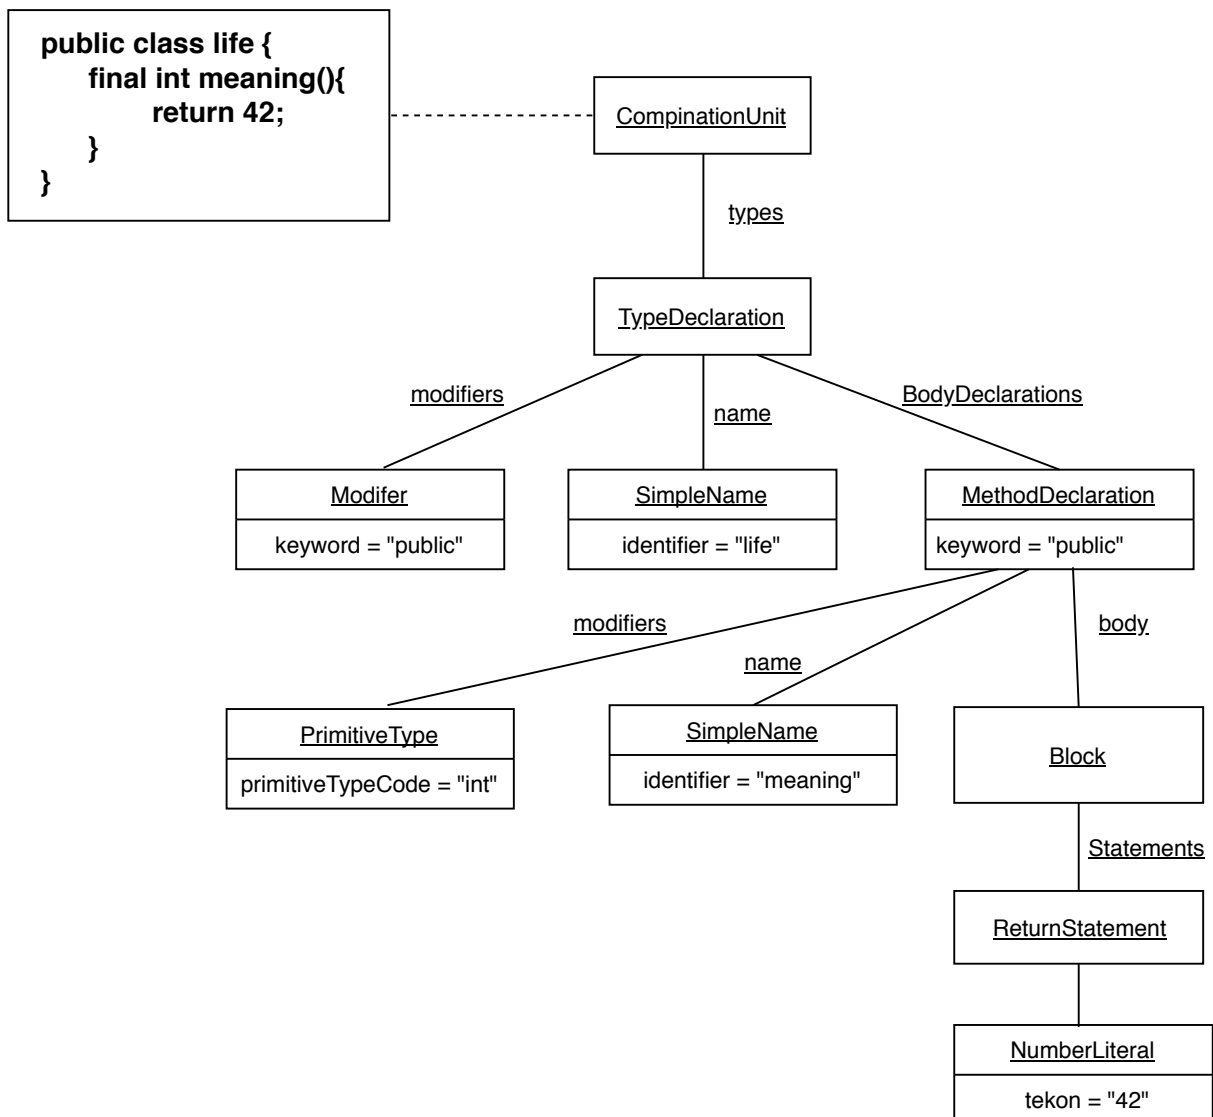 public class life {
final int meaning(){
return 42;
}
}
CompinationUnit
types
TypeDeclaration
modifiers
name
BodyDeclarations
Modifer
keyword = "public"
SimpleName
identifier = "life"
MethodDeclaration
keyword = "public"
modifiers
name
body
PrimitiveType
primitiveTypeCode = "int"
SimpleName
identifier = "meaning"
Block
Statements
ReturnStatement
NumberLiteral
tekon = "42"